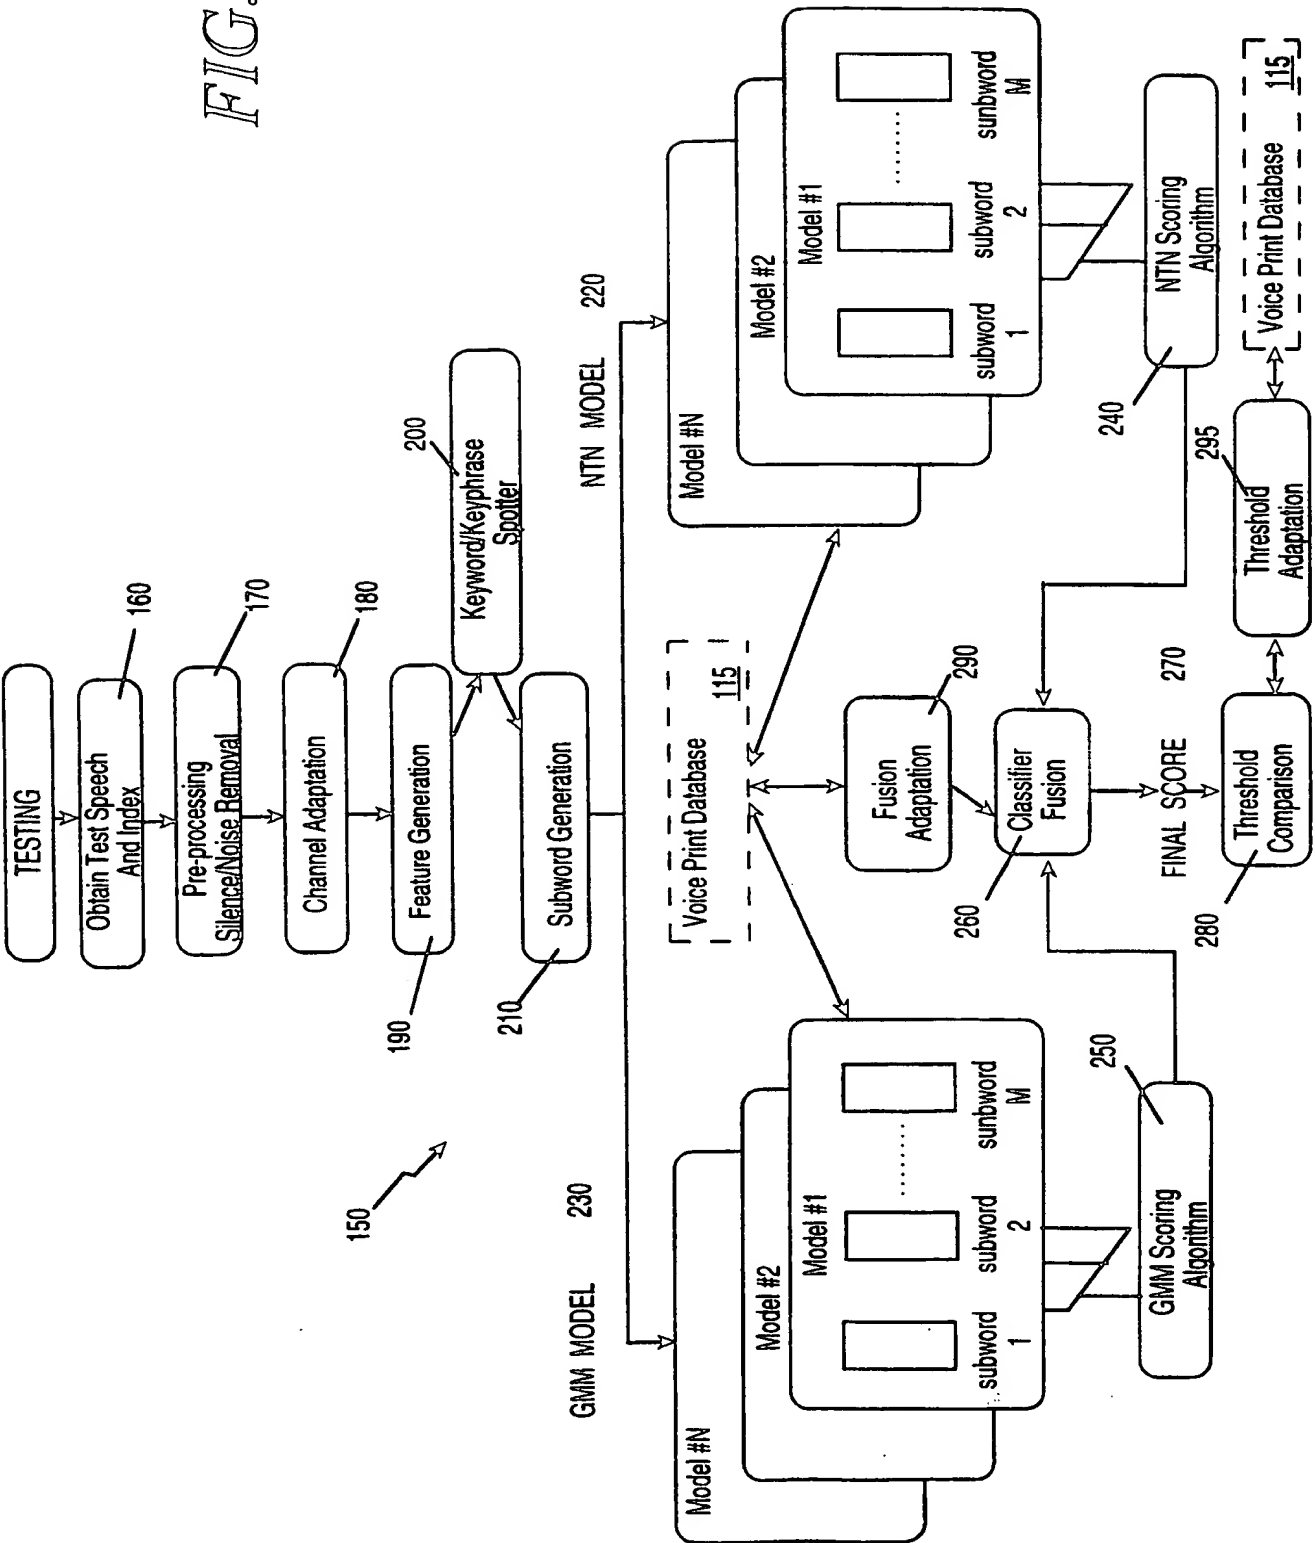 FIG.
TESTING
Obtain Test Speech
And Index
160
Pre-processing
Silence/Noise Removal
170
Channel Adaptation
180
Feature Generation
190
Keyword/Keyphrase
Spotter
200
Subword Generation
210
150
GMM MODEL
230
NTN MODEL
220
Model #N
Model #2
Model #1
subword
1
subword
2
sunbword
M
Voice Print Database
115
Model #N
Model #2
Model #1
subword
1
subword
2
sunbword
M
Fusion
Adaptation
290
GMM Scoring
Algorithm
250
Classifier
Fusion
260
NTN Scoring
Algorithm
240
FINAL SCORE
270
Threshold
Comparison
280
Threshold
Adaptation
295
Voice Print Database
115